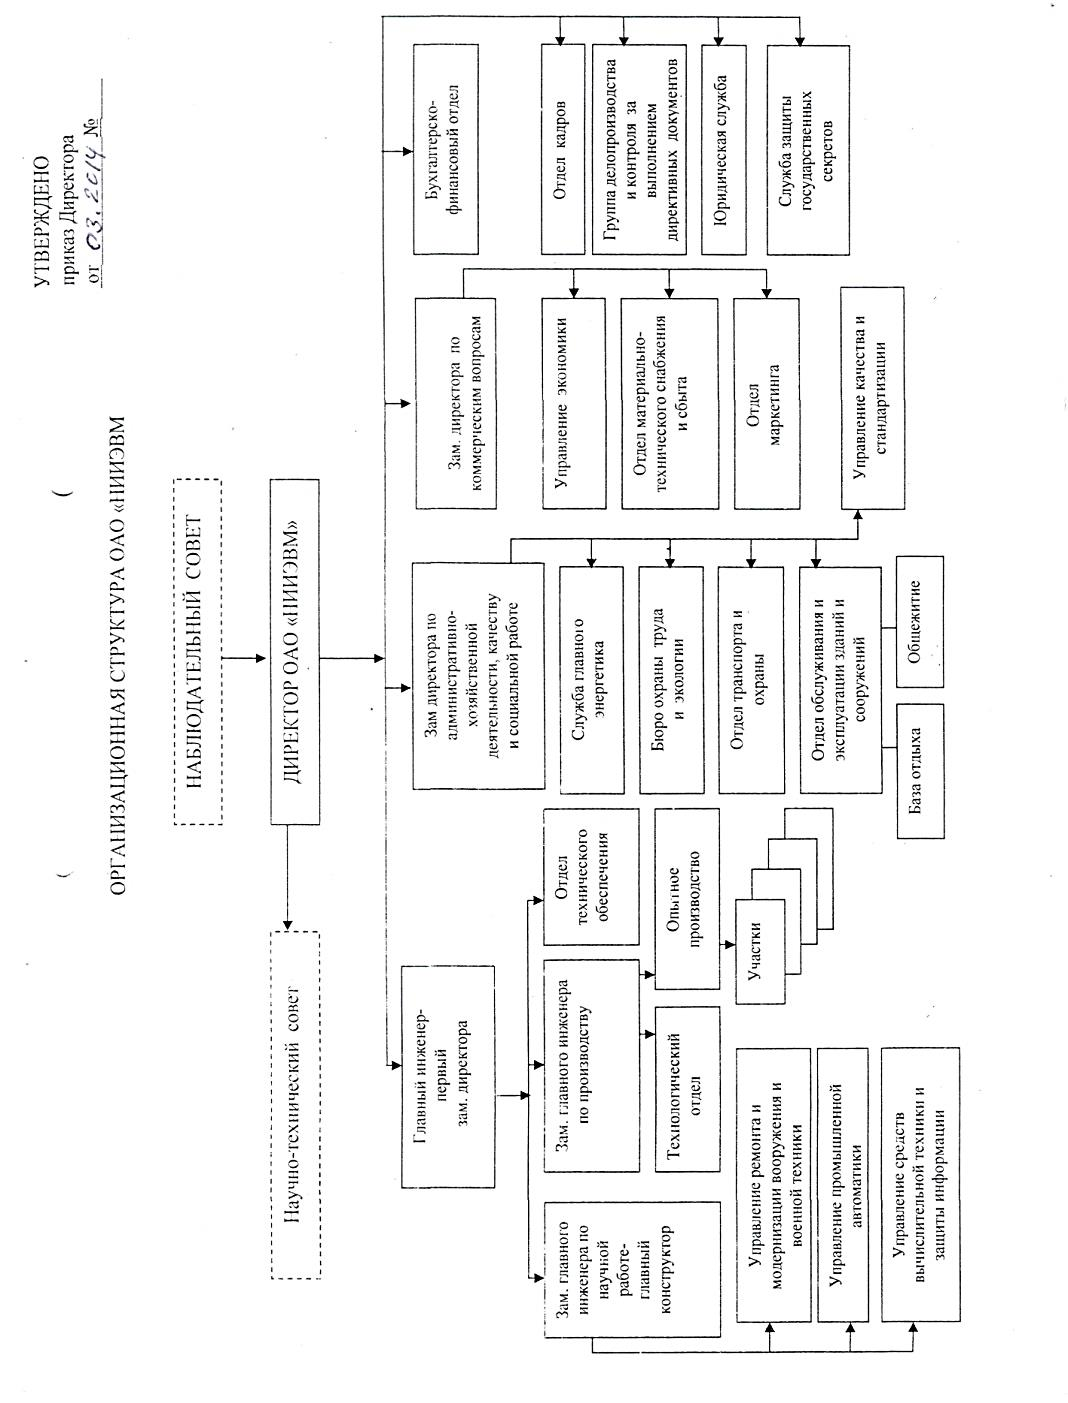 УТВЕРЖДЕНО
приказ Директора
от 03.2014 №
ОРГАНИЗАЦИОННАЯ СТРУКТУРА ОАО «НИИЭВМ»
НАБЛЮДАТЕЛЬНЫЙ СОВЕТ
ДИРЕКТОР ОАО «НИИЭВМ»
Научно-технический совет
Главный инженер-
первый
зам. директора
Зам директора по
административно-
хозяйственной
деятельности, качеству
и социальной работе
Зам. директора по
коммерческим вопросам
Бухгалтерско-
финансовый отдел
Зам. главного
инженера по
научной
работе-
главный
конструктор
Зам. главного инженера
по производству
Отдел
технического
обеспечения
Технологический
отдел
Опытное
производство
Участки
Управление ремонта и
модернизации вооружения и
военной техники
Управление промышленной
автоматики
Управление средств
вычислительной техники и
защиты информации
Служба главного
энергетика
Бюро охраны труда
и экологии
Отдел транспорта и
охраны
Отдел обслуживания и
эксплуатации зданий и
сооружений
База отдыха
Общежитие
Управление качества и
стандартизации
Управление экономики
Отдел материально-
технического снабжения
и сбыта
Отдел
маркетинга
Отдел кадров
Группа делопроизводства
и контроля за
выполнением
директивных документов
Юридическая служба
Служба защиты
государственных
секретов